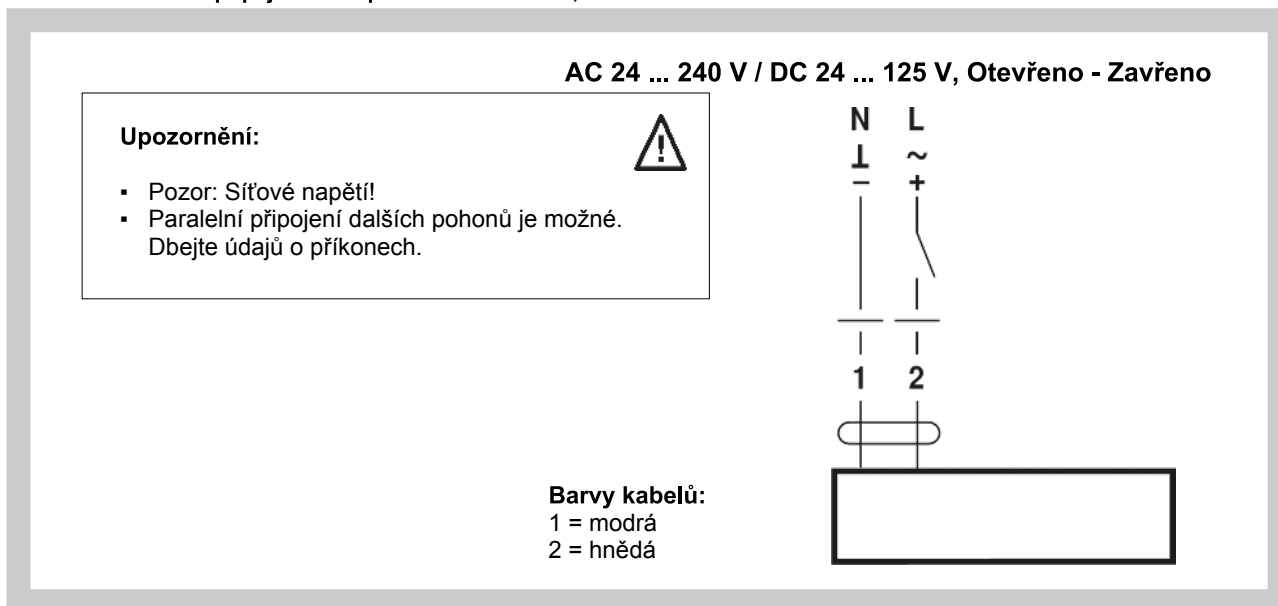 AC 24 ... 240 V / DC 24 ... 125 V, Otevřeno - Zavřeno
Upozornění:
▪ Pozor: Síťové napětí!
▪ Paralelní připojení dalších pohonů je možné.
Dbejte údajů o příkonech.
N L
⊥ ~
– +
1 2
Barvy kabelů:
1 = modrá
2 = hnědá